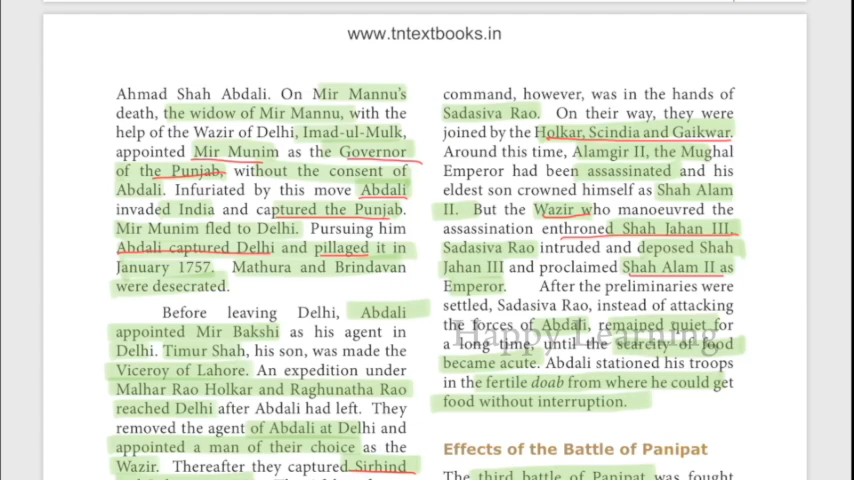 www.tntextbooks.in
Ahmad Shah Abdali. On Mir Mannu's
death, the widow of Mir Mannu, with the
help of the Wazir of Delhi, Imad-ul-Mulk,
appointed Mir Munim as the Governor
of the Punjab, without the consent of
Abdali. Infuriated by this move Abdali
invaded India and captured the Punjab.
Mir Munim fled to Delhi. Pursuing him
Abdali captured Delhi and pillaged it in
January 1757. Mathura and Brindavan
were desecrated.
Before leaving Delhi, Abdali
appointed Mir Bakshi as his agent in
Delhi. Timur Shah, his son, was made the
Viceroy of Lahore. An expedition under
Malhar Rao Holkar and Raghunatha Rao
reached Delhi after Abdali had left. They
removed the agent of Abdali at Delhi and
appointed a man of their choice as the
Wazir. Thereafter they captured Sirhind
command, however, was in the hands of
Sadasiva Rao. On their way, they were
joined by the Holkar, Scindia and Gaikwar.
Around this time, Alamgir II, the Mughal
Emperor had been assassinated and his
eldest son crowned himself as Shah Alam
II. But the Wazir who manoeuvred the
assassination enthroned Shah Jahan III.
Sadasiva Rao intruded and deposed Shah
Jahan III and proclaimed Shah Alam II as
Emperor. After the preliminaries were
settled, Sadasiva Rao, instead of attacking
the forces of Abdali, remained quiet for
a long time, until the scarcity of food
became acute. Abdali stationed his troops
in the fertile doab from where he could get
food without interruption.
Happy Learning
Effects of the Battle of Panipat
The third battle of Panipat was fought